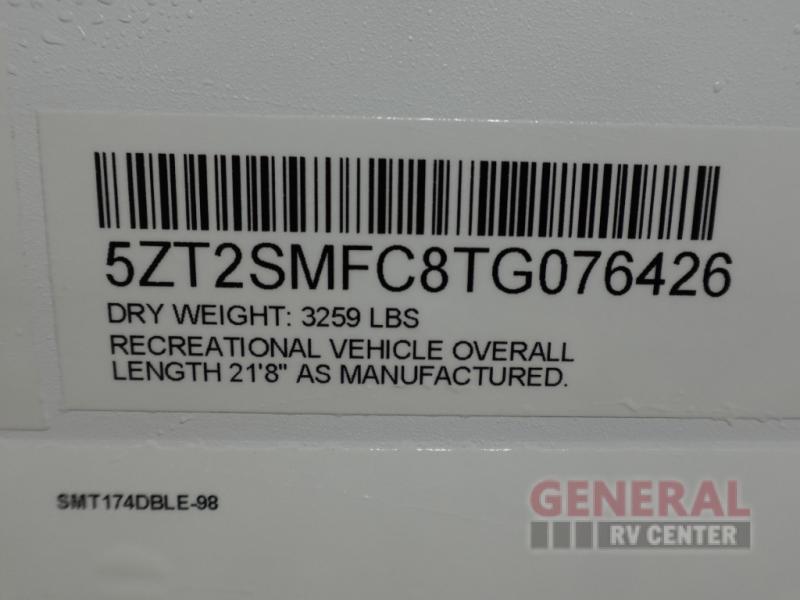 5ZT2SMFC8TG076426
DRY WEIGHT: 3259 LBS
RECREATIONAL VEHICLE OVERALL
LENGTH 21'8" AS MANUFACTURED.
SMT174DBLE-98
GENERAL
RV CENTER